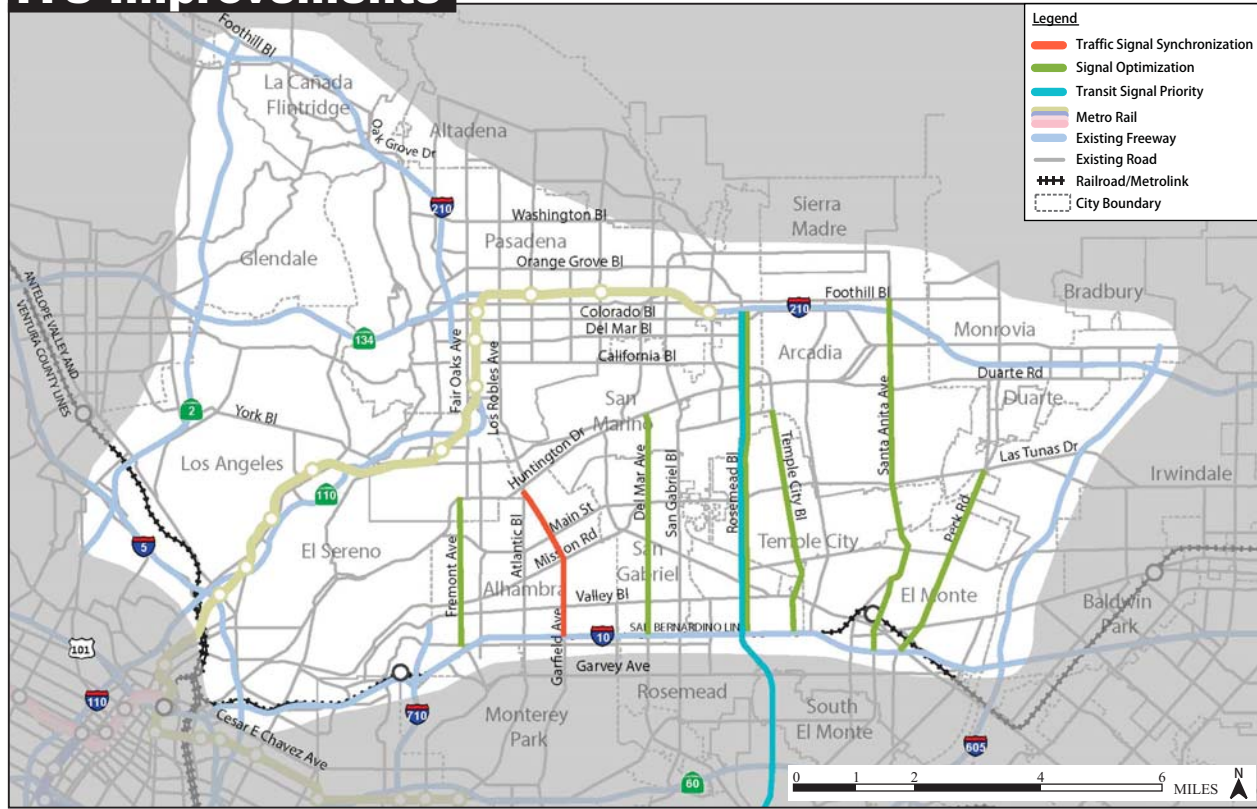 Improvements
Foothill Bl
La Cañada
Flintridge
Oak Grove Dr
Altadena
210
Washington Bl
Sierra
Madre
Pasadena
Glendale
Orange Grove Bl
ANTELOPE VALLEY AND
VENTURA COUNTY LINES
Foothill Bl
Bradbury
210
Colorado Bl
Del Mar Bl
134
Monrovia
Arcadia
California Bl
Duarte Rd
Duarte
Fair Oaks Ave
Los Robles Ave
Santa Anita Ave
San
Marino
2
York Bl
Huntington Dr
Las Tunas Dr
Los Angeles
Irwindale
110
Del Mar Ave
San Gabriel Bl
Rosemead Bl
Temple City Bl
Peck Rd
Main St
Mission Rd
5
El Sereno
Fremont Ave
Atlantic Bl
San
Gabriel
Temple City
Alhambra
Valley Bl
El Monte
Baldwin
Park
10
Garfield Ave
101
Garvey Ave
Rosemead
110
710
Cesar E Chavez Ave
Monterey
Park
South
El Monte
605
60
Legend
Traffic Signal Synchronization
Signal Optimization
Transit Signal Priority
Metro Rail
Existing Freeway
Existing Road
Railroad/Metrolink
City Boundary
0 1 2 4 6 MILES
N